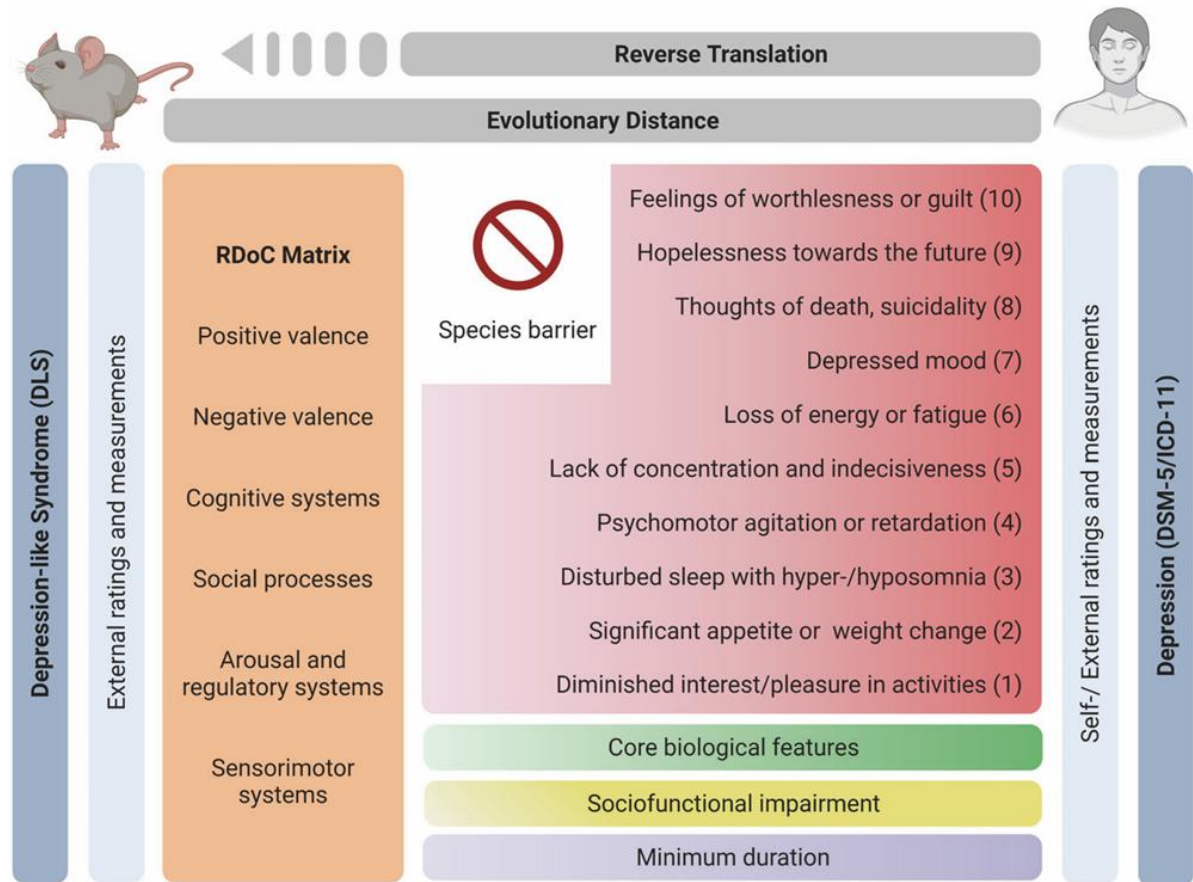 Reverse Translation
Evolutionary Distance
Depression-like Syndrome (DLS)
External ratings and measurements
RDoC Matrix
Positive valence
Negative valence
Cognitive systems
Social processes
Arousal and
regulatory systems
Sensorimotor
systems
Species barrier
Feelings of worthlesness or guilt (10)
Hopelessness towards the future (9)
Thoughts of death, suicidality (8)
Depressed mood (7)
Loss of energy or fatigue (6)
Lack of concentration and indecisiveness (5)
Psychomotor agitation or retardation (4)
Disturbed sleep with hyper-/hyposomnia (3)
Significant appetite or weight change (2)
Diminished interest/pleasure in activities (1)
Core biological features
Sociofunctional impairment
Minimum duration
Self-/ External ratings and measurements
Depression (DSM-5/ICD-11)